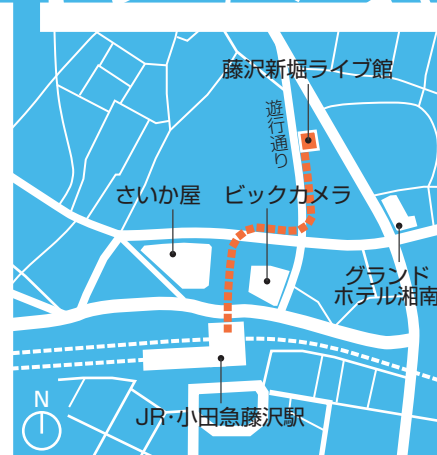 藤沢新堀ライブ館
遊行通り
さいか屋
ビックカメラ
グランド
ホテル湘南
JR・小田急藤沢駅
N